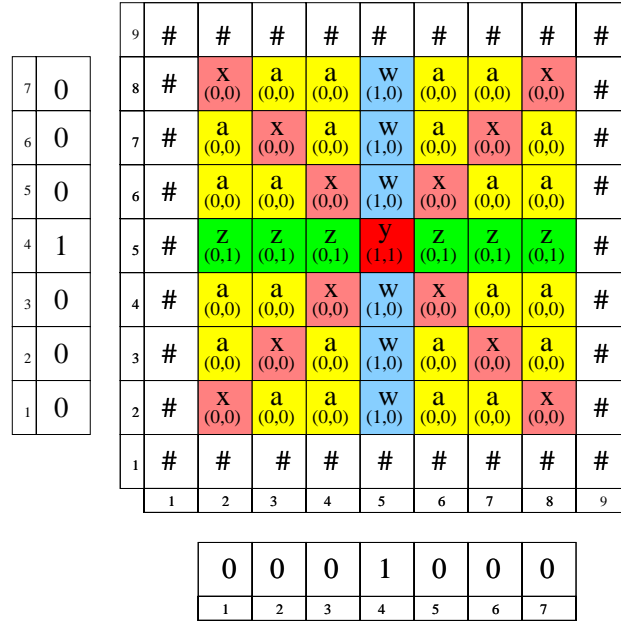 9 # # # # # # # # #
7 0
8 # x a a w a a x #
(0,0) (0,0) (0,0) (1,0) (0,0) (0,0) (0,0)
6 0
7 # a x a w a x a #
(0,0) (0,0) (0,0) (1,0) (0,0) (0,0) (0,0)
5 0
6 # a a x w x a a #
(0,0) (0,0) (0,0) (1,0) (0,0) (0,0) (0,0)
4 1
5 # z z z y z z z #
(0,1) (0,1) (0,1) (1,1) (0,1) (0,1) (0,1)
3 0
4 # a a x w x a a #
(0,0) (0,0) (0,0) (1,0) (0,0) (0,0) (0,0)
2 0
3 # a x a w a x a #
(0,0) (0,0) (0,0) (1,0) (0,0) (0,0) (0,0)
1 0
2 # x a a w a a x #
(0,0) (0,0) (0,0) (1,0) (0,0) (0,0) (0,0)
1 # # # # # # # # #
1 2 3 4 5 6 7 8 9
0 0 0 1 0 0 0
1 2 3 4 5 6 7